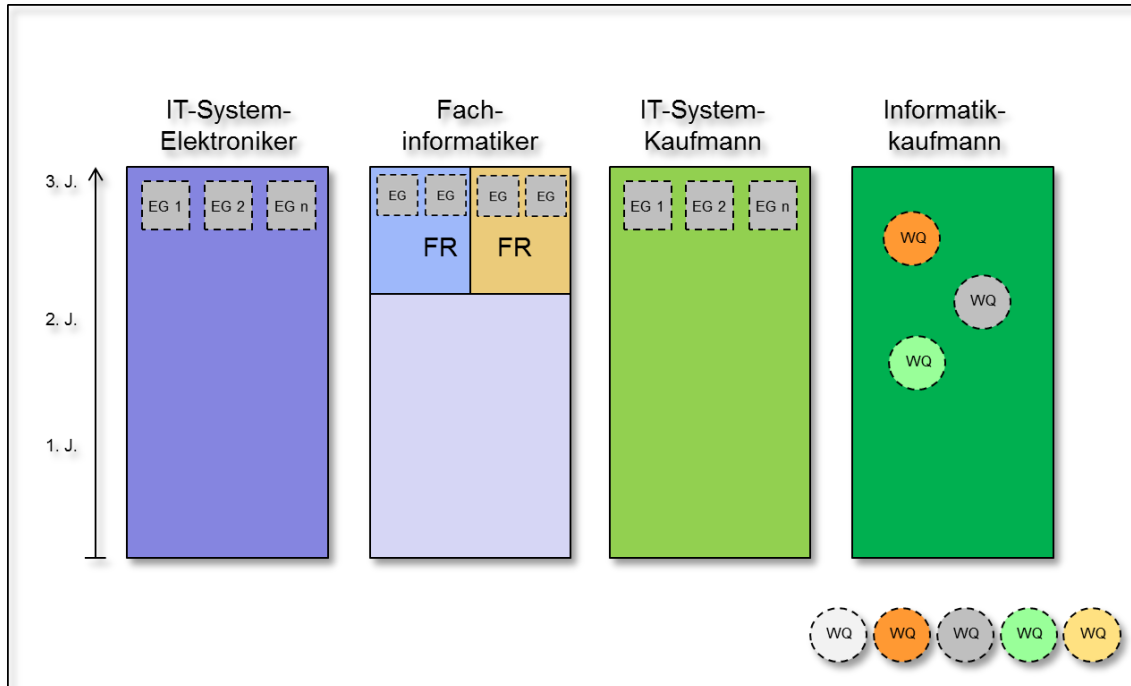 IT-System-
Elektroniker
Fach-
informatiker
IT-System-
Kaufmann
Informatik-
kaufmann
3. J.
2. J.
1. J.
EG 1 EG 2 EG n
EG EG EG EG
FR FR
EG 1 EG 2 EG n
WQ
WQ
WQ
WQ WQ WQ WQ WQ